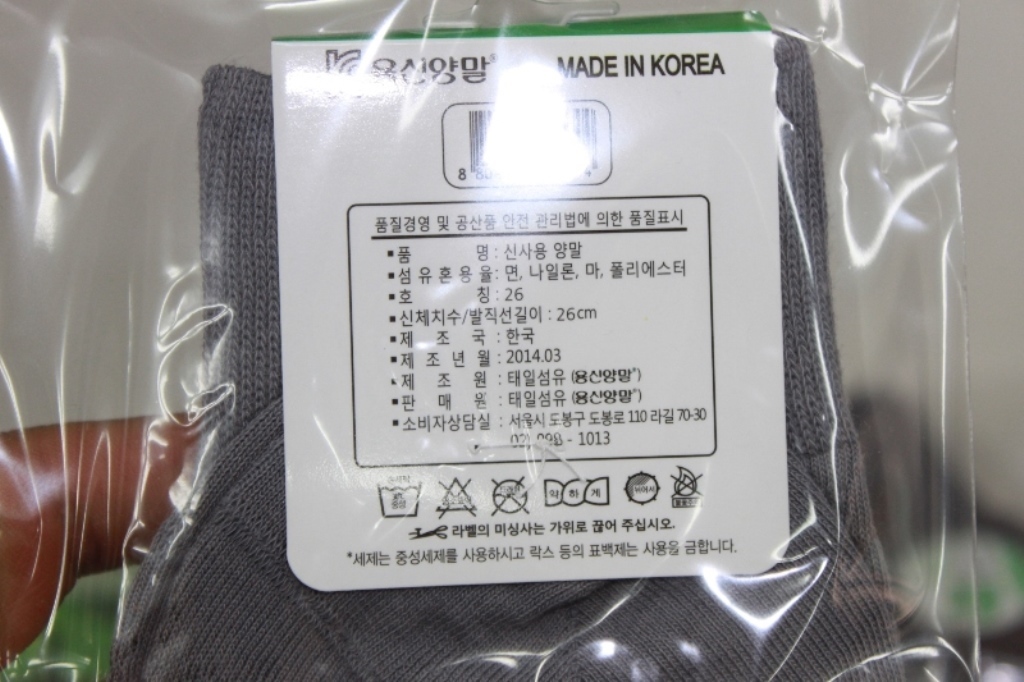 용신양말 MADE IN KOREA
품질경영 및 공산품 안전 관리법에 의한 품질표시
▪품 명 : 신사용 양말
▪섬유혼용율 : 면, 나일론, 마, 폴리에스터
▪호 칭 : 26
▪신체치수/발직선길이 : 26cm
▪제 조 국 : 한국
▪제 조 년 월 : 2014.03
▪제 조 원 : 태일섬유 (용신양말®)
▪판 매 원 : 태일섬유 (용신양말®)
▪소비자상담실 : 서울시 도봉구 도봉로 110 라길 70-30
02) 998 - 1013
중성 약하게
라벨의 미싱사는 가위로 끊어 주십시오.
*세제는 중성세제를 사용하시고 락스 등의 표백제는 사용을 금합니다.